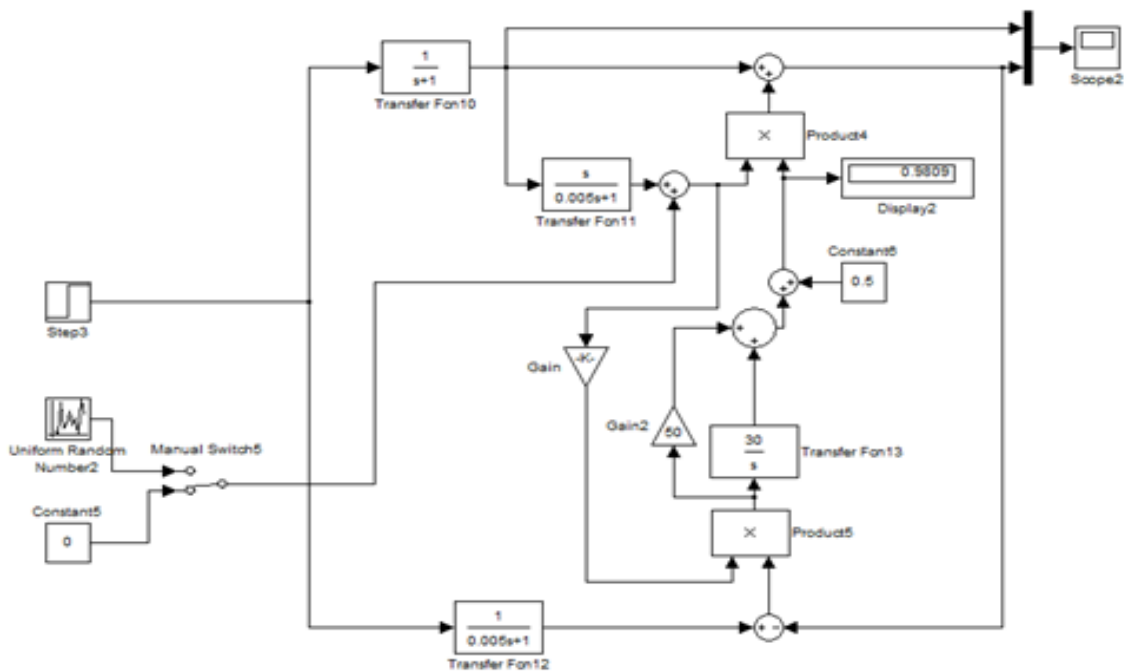 1
s+1
Transfer Fcn10
Scope2
×
Product4
s
0.005s+1
Transfer Fcn11
0.9809
Display2
Constant6
0.5
Step3
Gain
-K-
Gain2
50
30
s
Transfer Fcn13
Uniform Random
Number2
Manual Switch5
Constant5
0
×
Product5
1
0.005s+1
Transfer Fcn12